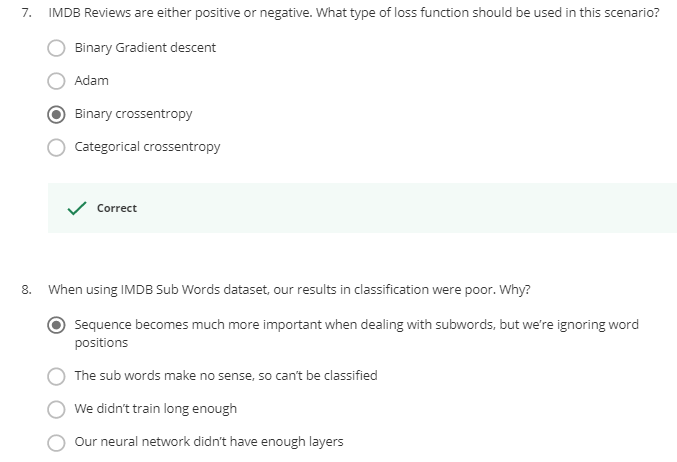 7. IMDB Reviews are either positive or negative. What type of loss function should be used in this scenario?
Binary Gradient descent
Adam
Binary crossentropy
Categorical crossentropy
Correct
8. When using IMDB Sub Words dataset, our results in classification were poor. Why?
Sequence becomes much more important when dealing with subwords, but we're ignoring word
positions
The sub words make no sense, so can't be classified
We didn't train long enough
Our neural network didn't have enough layers